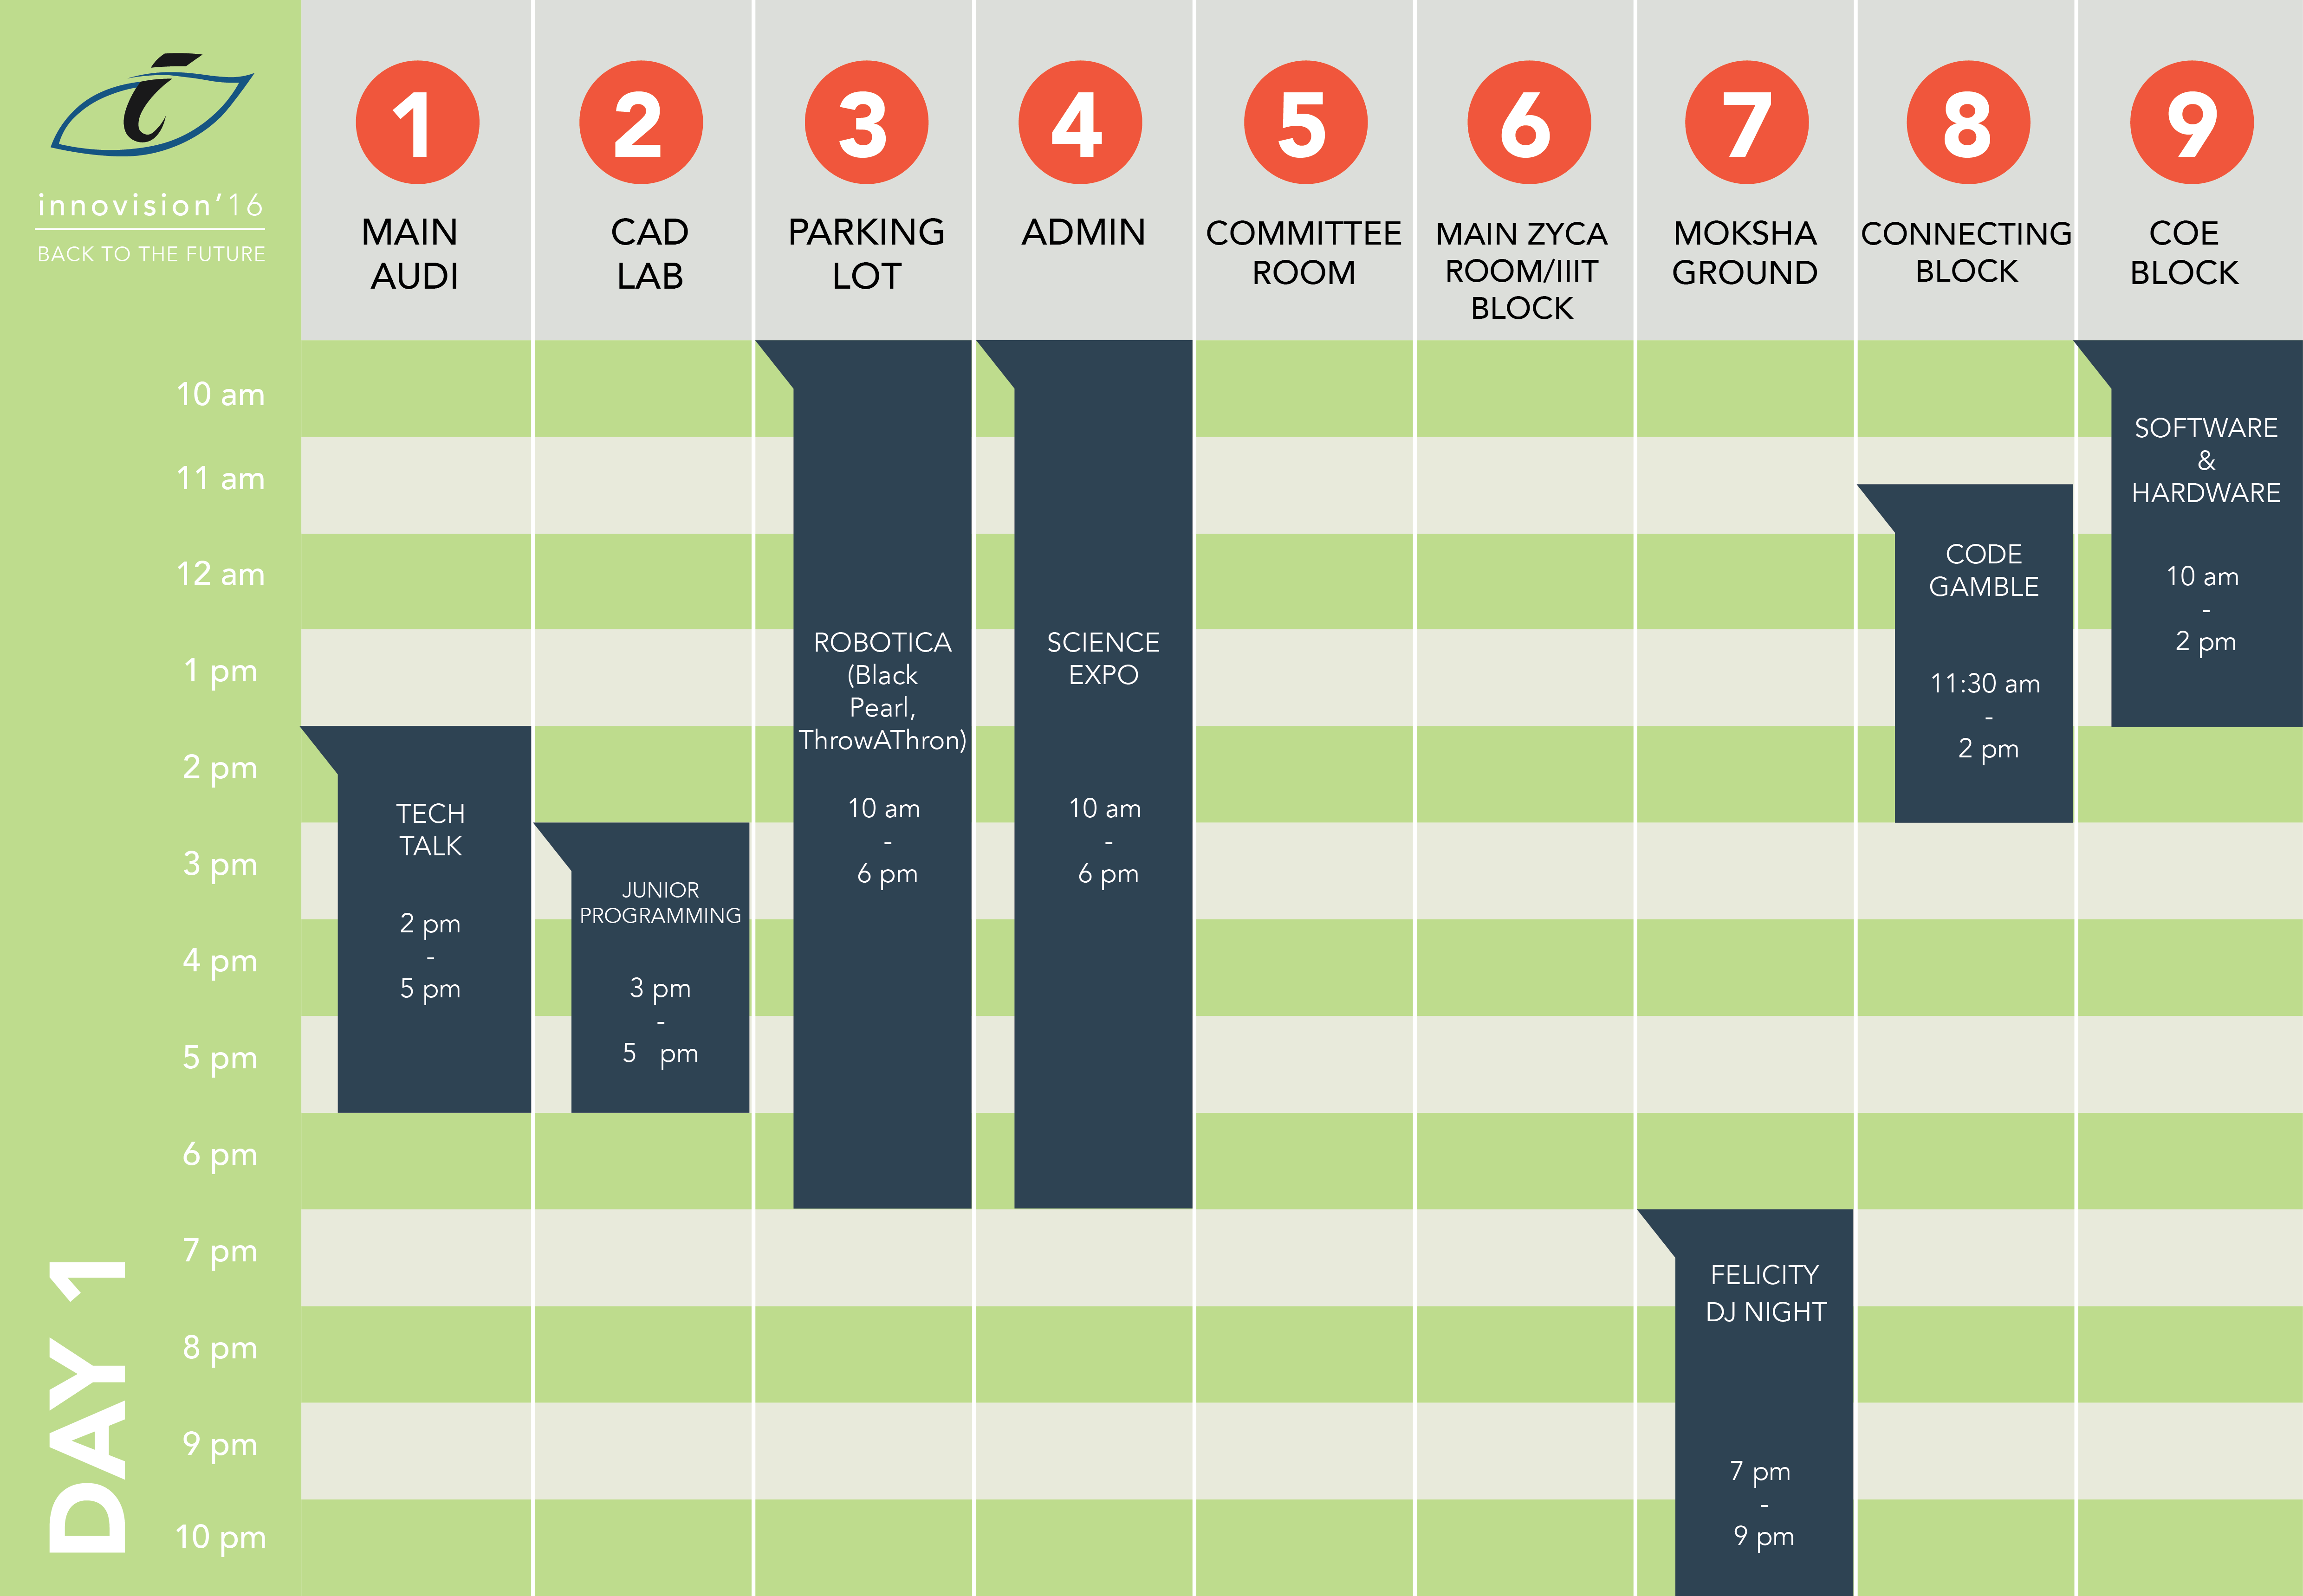 innovision'16
BACK TO THE FUTURE
1
MAIN
AUDI
2
CAD
LAB
3
PARKING
LOT
4
ADMIN
5
COMMITTEE
ROOM
6
MAIN ZYCA
ROOM/IIIT
BLOCK
7
MOKSHA
GROUND
8
CONNECTING
BLOCK
9
COE
BLOCK
10 am
11 am
12 am
1 pm
2 pm
3 pm
4 pm
5 pm
6 pm
7 pm
8 pm
9 pm
10 pm
DAY 1
TECH
TALK
2 pm
-
5 pm
JUNIOR
PROGRAMMING
3 pm
-
5 pm
ROBOTICA
(Black
Pearl,
ThrowAThron)
10 am
-
6 pm
SCIENCE
EXPO
10 am
-
6 pm
FELICITY
DJ NIGHT
7 pm
-
9 pm
CODE
GAMBLE
11:30 am
-
2 pm
SOFTWARE
&
HARDWARE
10 am
-
2 pm